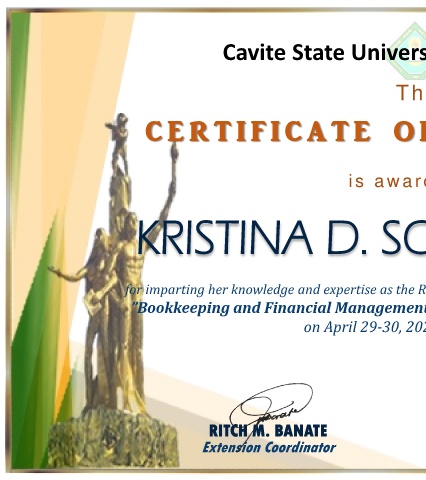 Cavite State Univers
Th
CERTIFICATE O
is awar
KRISTINA D. S
for imparting her knowledge and expertise as the R
"Bookkeeping and Financial Management
on April 29-30, 202
RITCH M. BANATE
Extension Coordinator